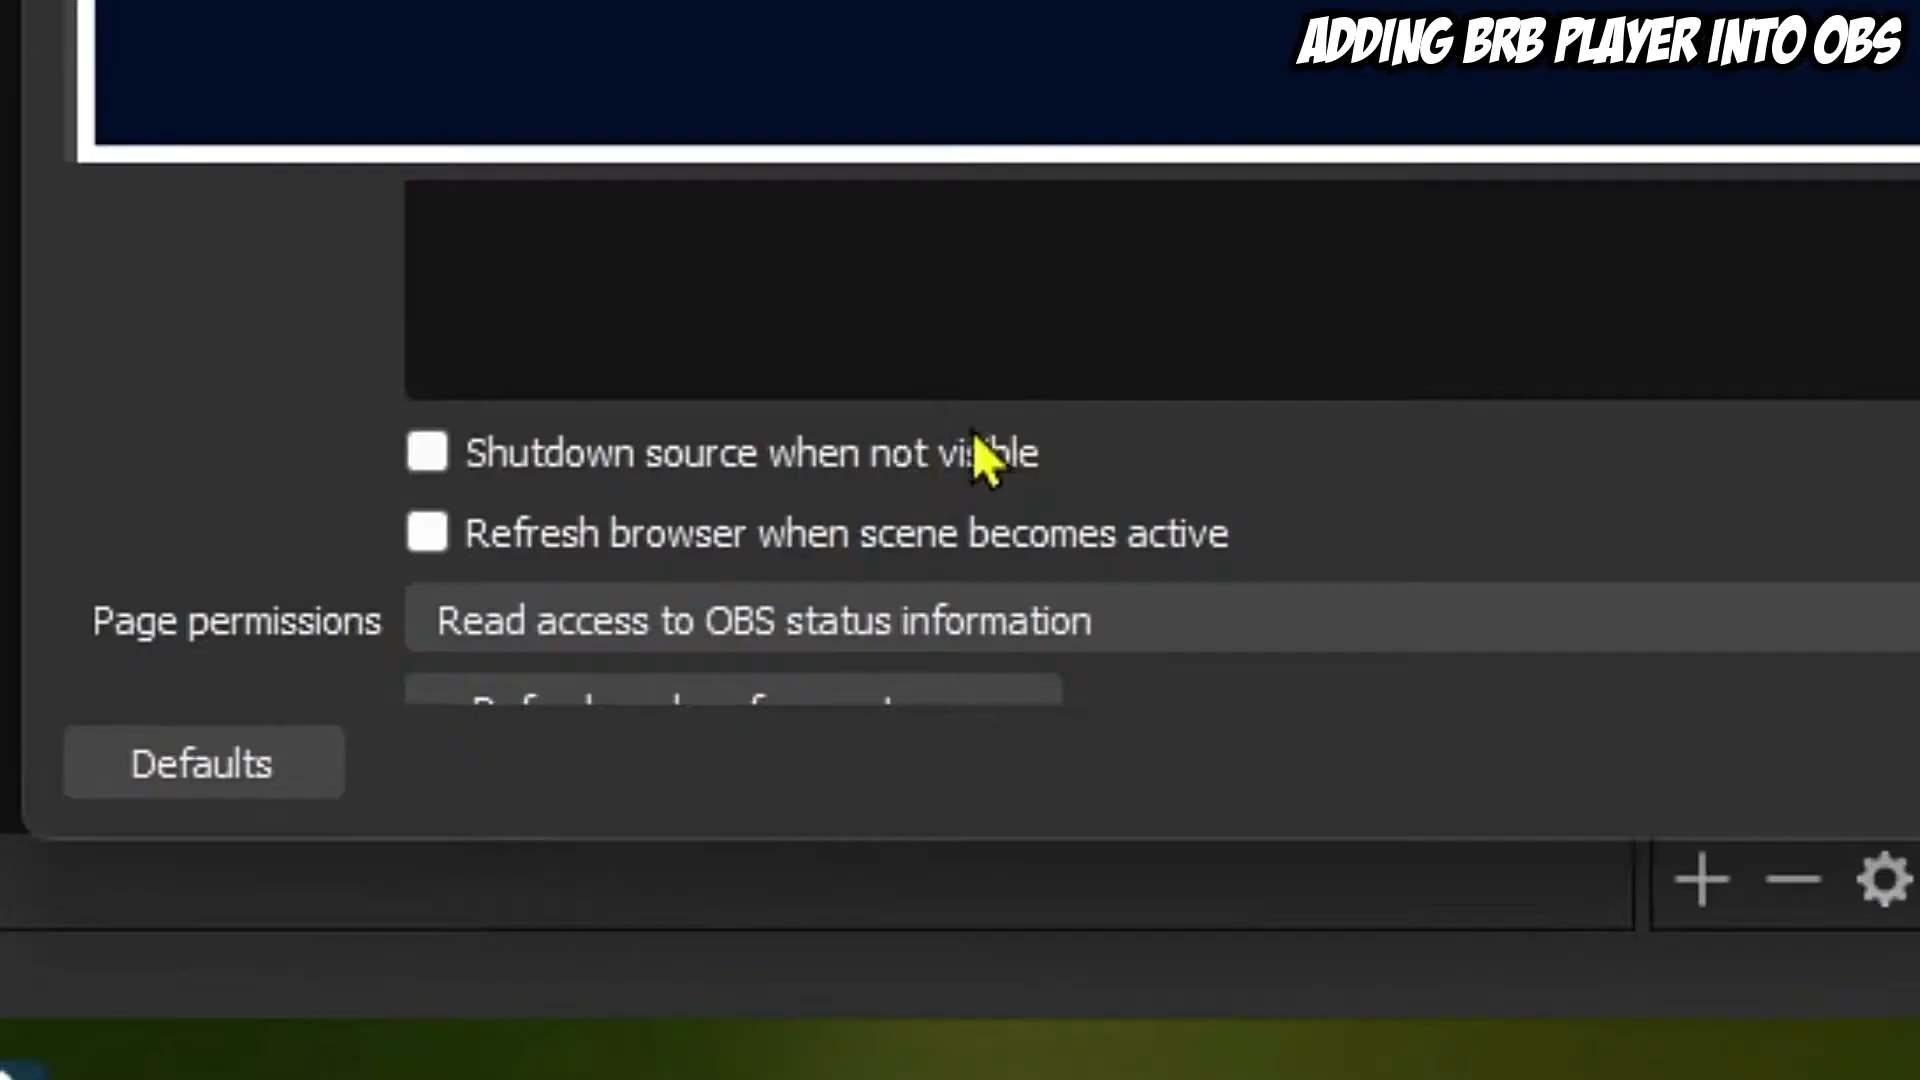 ADDING BRB PLAYER INTO OBS
Shutdown source when not visible
Refresh browser when scene becomes active
Page permissions
Read access to OBS status information
Defaults